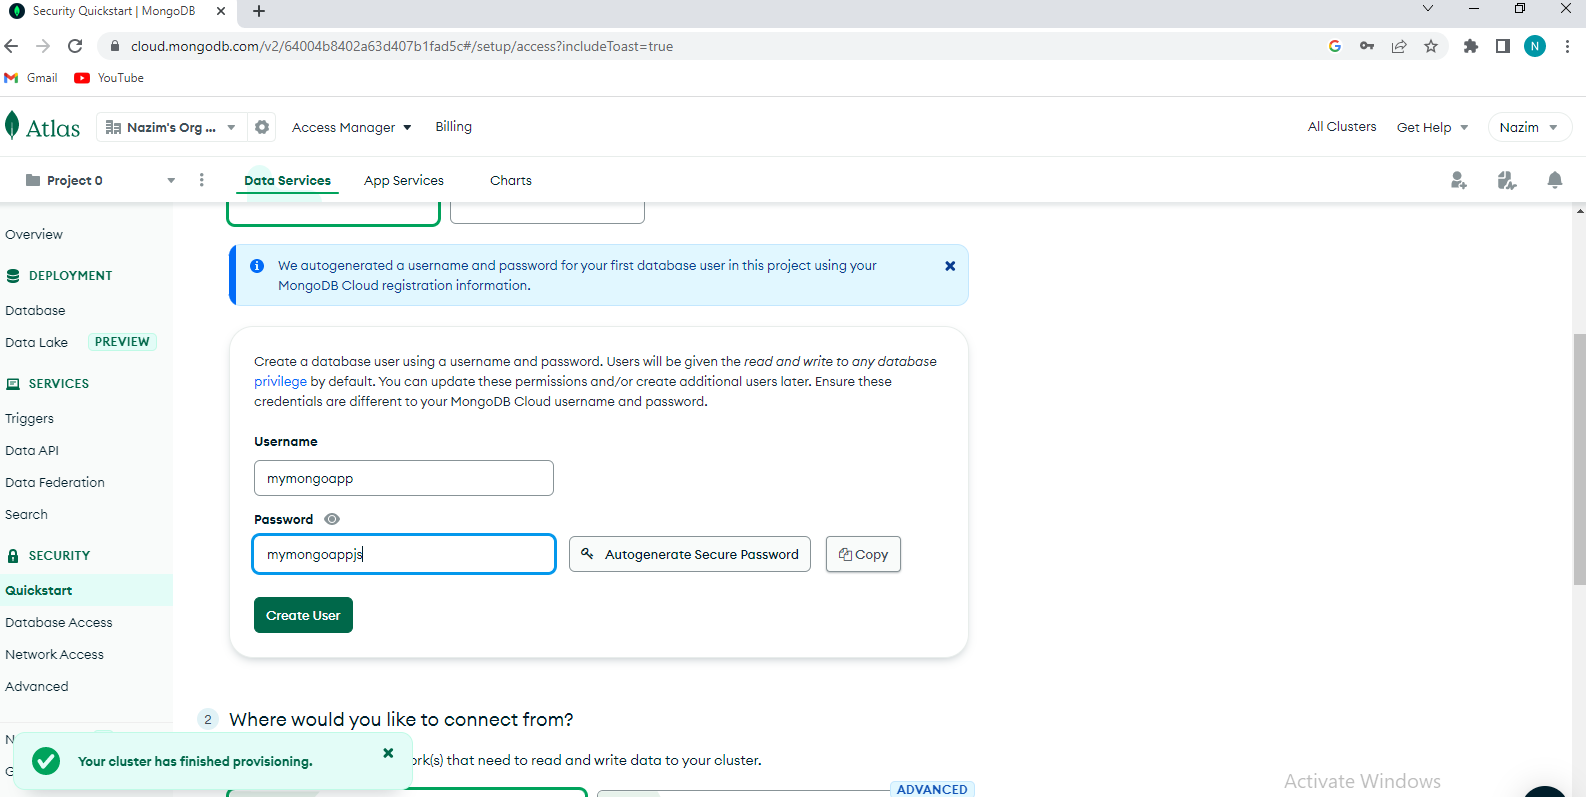 Security Quickstart | MongoDB
cloud.mongodb.com/v2/64004b8402a63d407b1fad5c#/setup/access?includeToast=true
N
Gmail YouTube
Atlas Nazim's Org ... Access Manager Billing All Clusters Get Help Nazim
Project 0 Data Services App Services Charts
Overview
DEPLOYMENT
Database
Data Lake PREVIEW
SERVICES
Triggers
Data API
Data Federation
Search
SECURITY
Quickstart
Database Access
Network Access
Advanced
N
G
We autogenerated a username and password for your first database user in this project using your
MongoDB Cloud registration information.
Create a database user using a username and password. Users will be given the read and write to any database
privilege by default. You can update these permissions and/or create additional users later. Ensure these
credentials are different to your MongoDB Cloud username and password.
Username
mymongoapp
Password
mymongoappjs
Autogenerate Secure Password
Copy
Create User
2 Where would you like to connect from?
rk(s) that need to read and write data to your cluster.
ADVANCED
Your cluster has finished provisioning.
Activate Windows